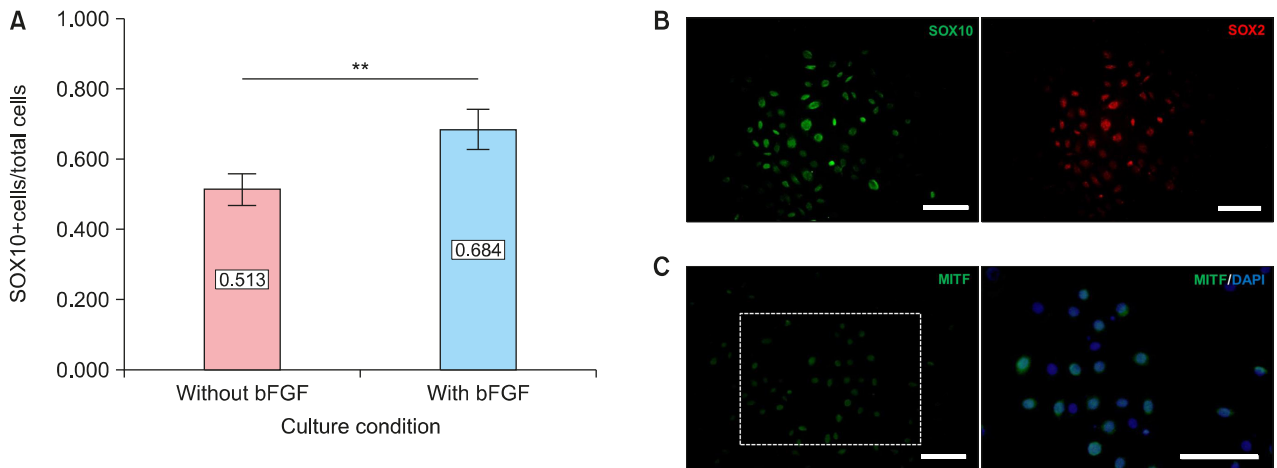 A
1.000
0.800
0.600
0.400
0.200
0.000
SOX10+cells/total cells
**
0.513
0.684
Without bFGF
With bFGF
Culture condition
B
SOX10
SOX2
C
MITF
MITF/DAPI